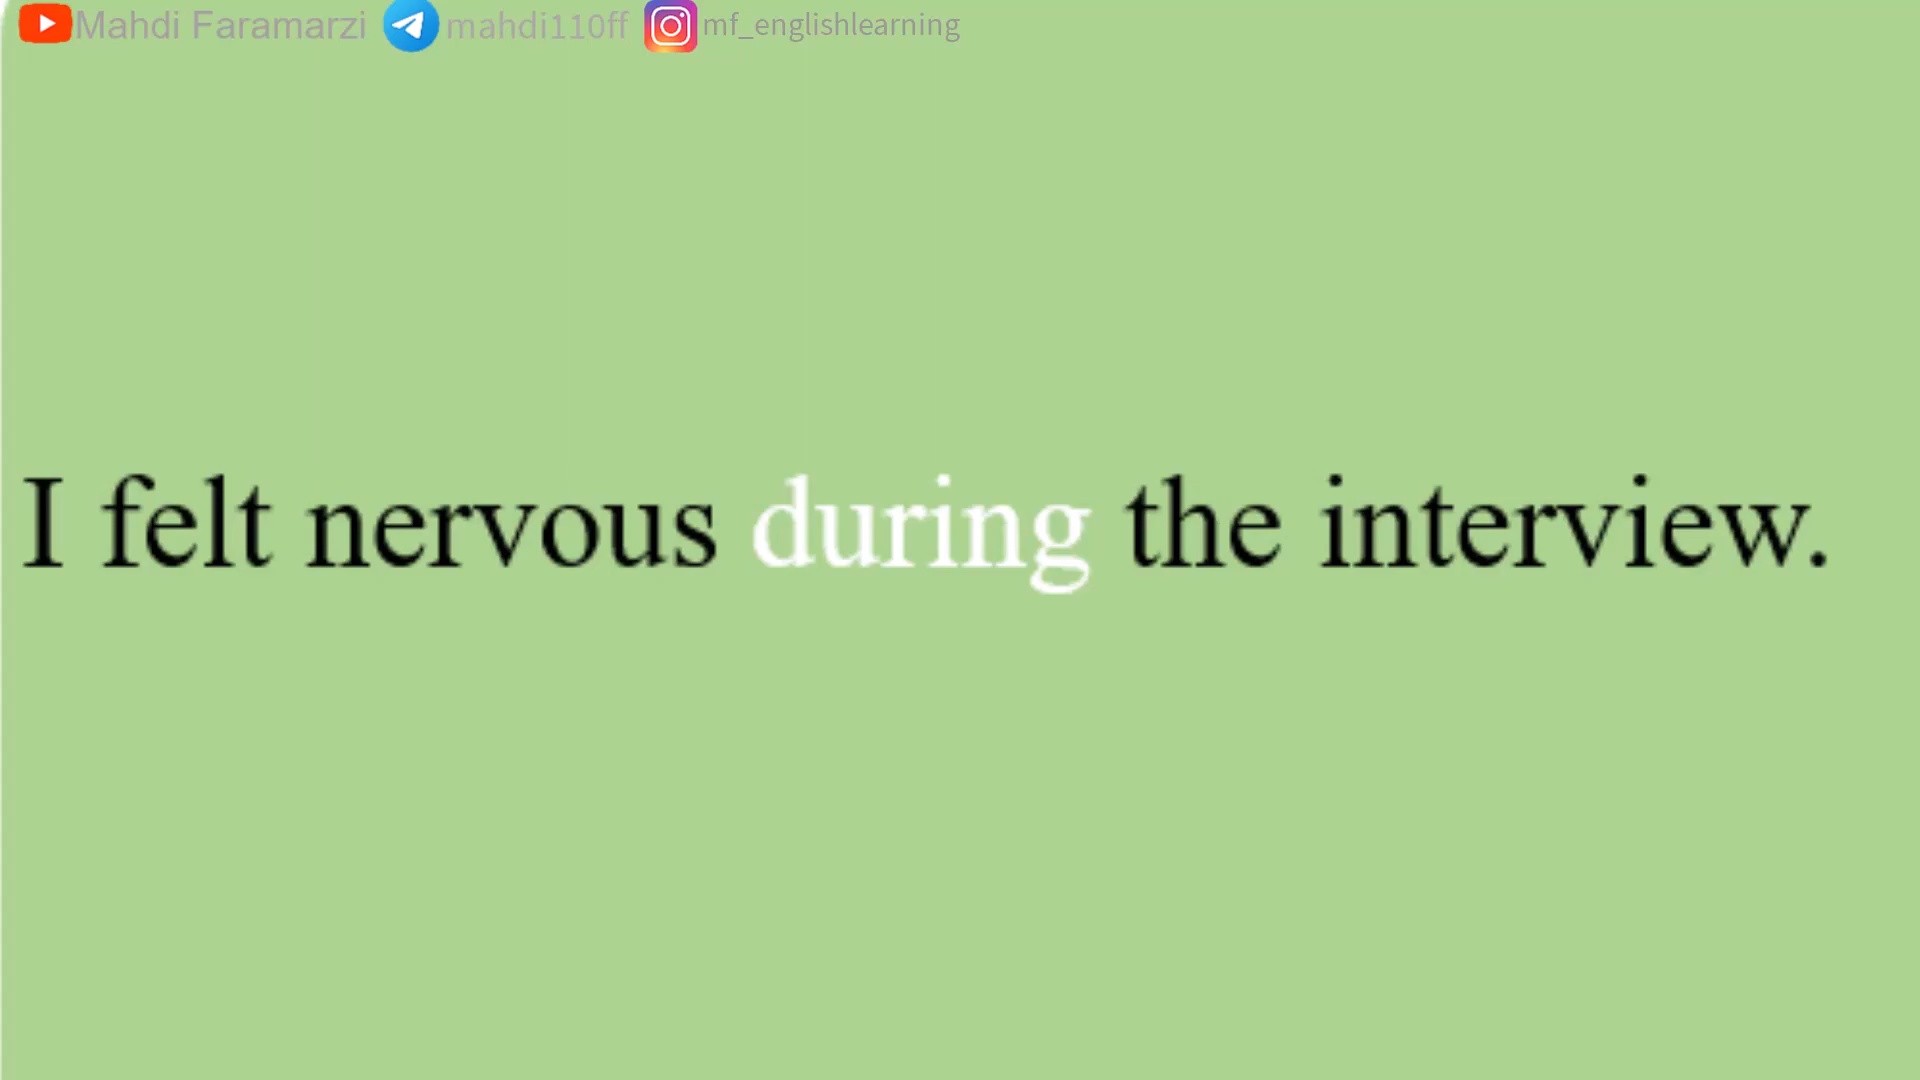 Mahdi Faramarzi mahdi110ff mf_englishlearning
I felt nervous during the interview.